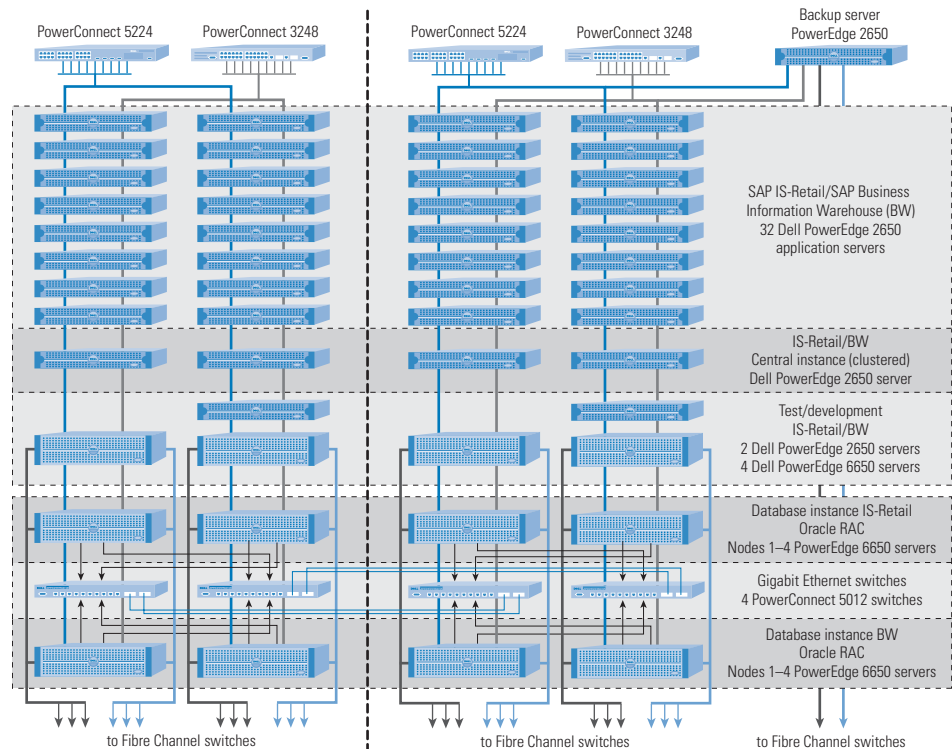 PowerConnect 5224
PowerConnect 3248
PowerConnect 5224
PowerConnect 3248
Backup server
PowerEdge 2650
SAP IS-Retail/SAP Business
Information Warehouse (BW)
32 Dell PowerEdge 2650
application servers
IS-Retail/BW
Central instance (clustered)
Dell PowerEdge 2650 server
Test/development
IS-Retail/BW
2 Dell PowerEdge 2650 servers
4 Dell PowerEdge 6650 servers
Database instance IS-Retail
Oracle RAC
Nodes 1–4 PowerEdge 6650 servers
Gigabit Ethernet switches
4 PowerConnect 5012 switches
Database instance BW
Oracle RAC
Nodes 1–4 PowerEdge 6650 servers
to Fibre Channel switches
to Fibre Channel switches
to Fibre Channel switches